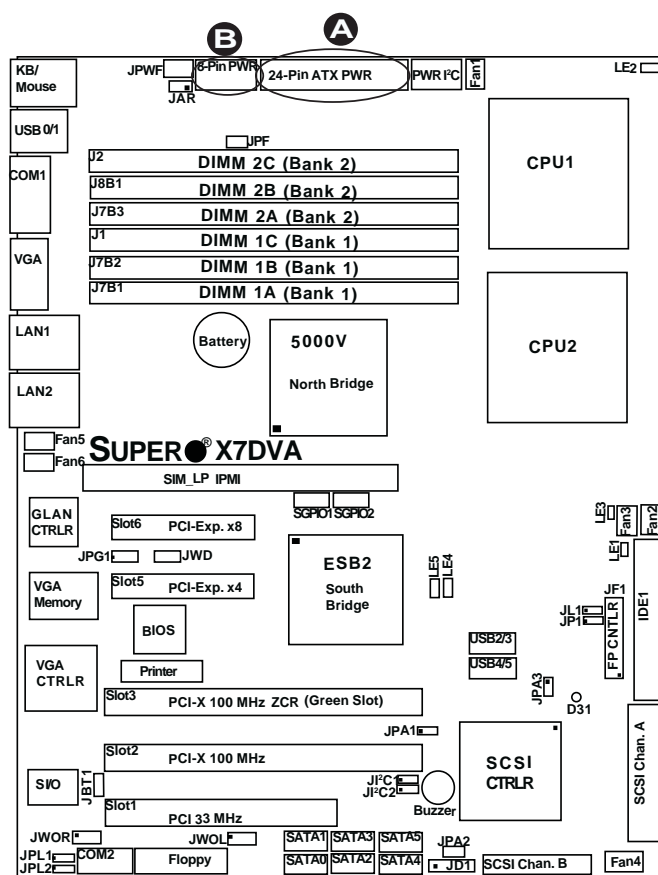 B
A
KB/
Mouse
JPWF
8-Pin PWR
24-Pin ATX PWR
PWR I²C
Fan1
LE2
JAR
USB 0/1
JPF
COM1
J2 DIMM 2C (Bank 2)
J8B1 DIMM 2B (Bank 2)
J7B3 DIMM 2A (Bank 2)
J1 DIMM 1C (Bank 1)
J7B2 DIMM 1B (Bank 1)
J7B1 DIMM 1A (Bank 1)
CPU1
VGA
LAN1
Battery
5000V
North Bridge
CPU2
LAN2
Fan5
Fan6
SUPER ® X7DVA
SIM_LP IPMI
SGPIO1 SGPIO2
GLAN
CTRLR
Slot6 PCI-Exp. x8
JPG1
JWD
ESB2
South
Bridge
LE5
LE4
LE3
Fan3
Fan2
LE1
VGA
Memory
Slot5 PCI-Exp. x4
BIOS
JF1
JL1
JP1
FP CNTLR
IDE1
USB2/3
USB4/5
VGA
CTRLR
Printer
JPA3
D31
Slot3 PCI-X 100 MHz ZCR (Green Slot)
JPA1
Slot2 PCI-X 100 MHz
SCSI
CTRLR
SCSI Chan. A
S I/O
JBT1
JI²C1
JI²C2
Buzzer
Slot1 PCI 33 MHz
JWOR
JWOL
SATA1 SATA3 SATA5
JPA2
JPL1
JPL2
COM2
Floppy
SATA0 SATA2 SATA4
JD1
SCSI Chan. B
Fan4